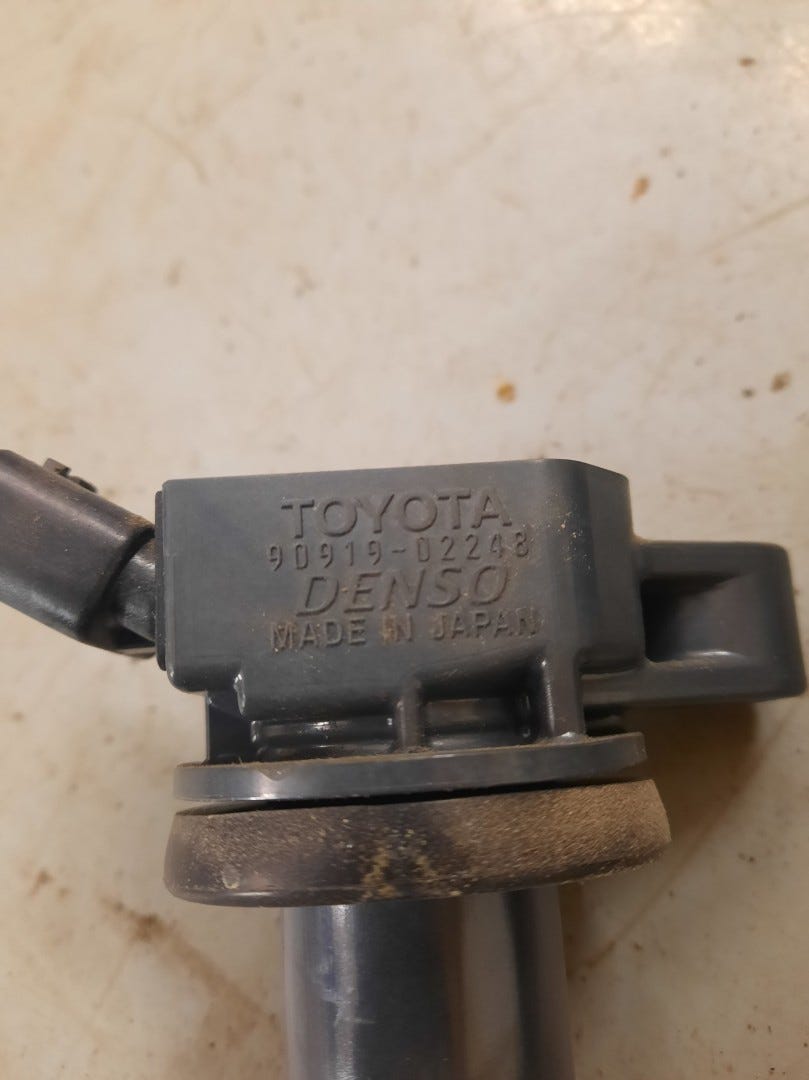 TOYOTA
90919-02248
DENSO
MADE IN JAPAN